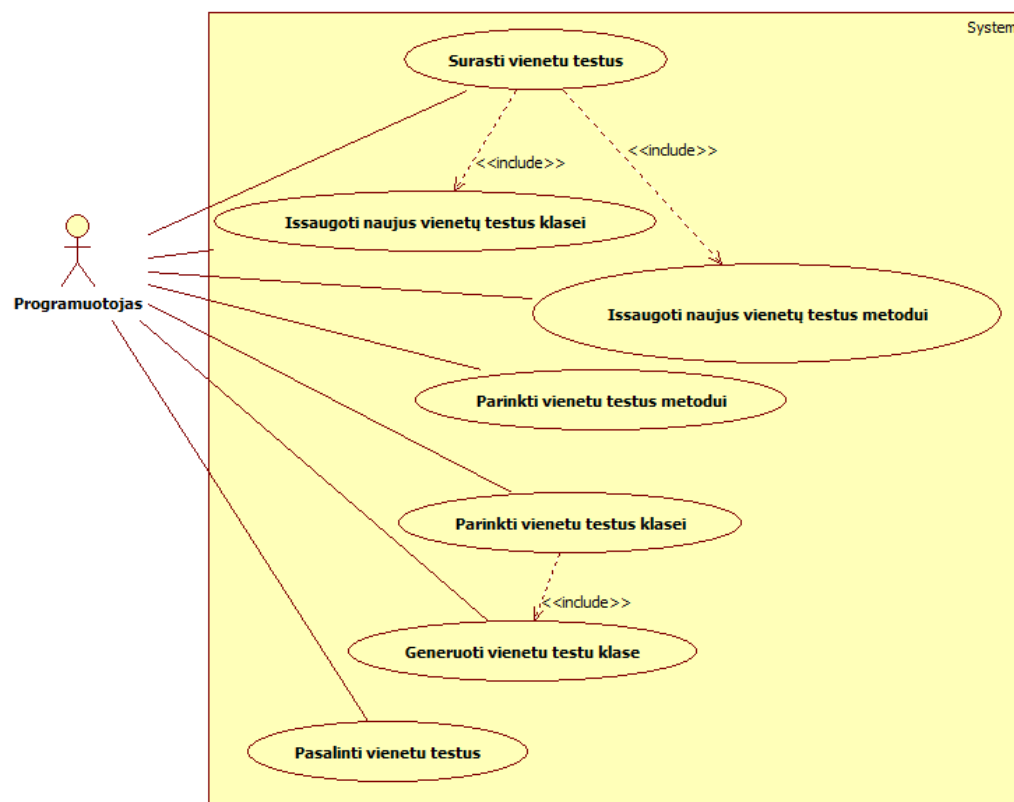 System
Surasti vienetu testus
<<include>>
<<include>>
Issaugoti naujus vienetų testus klasei
Programuotojas
Issaugoti naujus vienetų testus metodui
Parinkti vienetu testus metodui
Parinkti vienetu testus klasei
<<include>>
Generuoti vienetu testu klase
Pasalinti vienetu testus